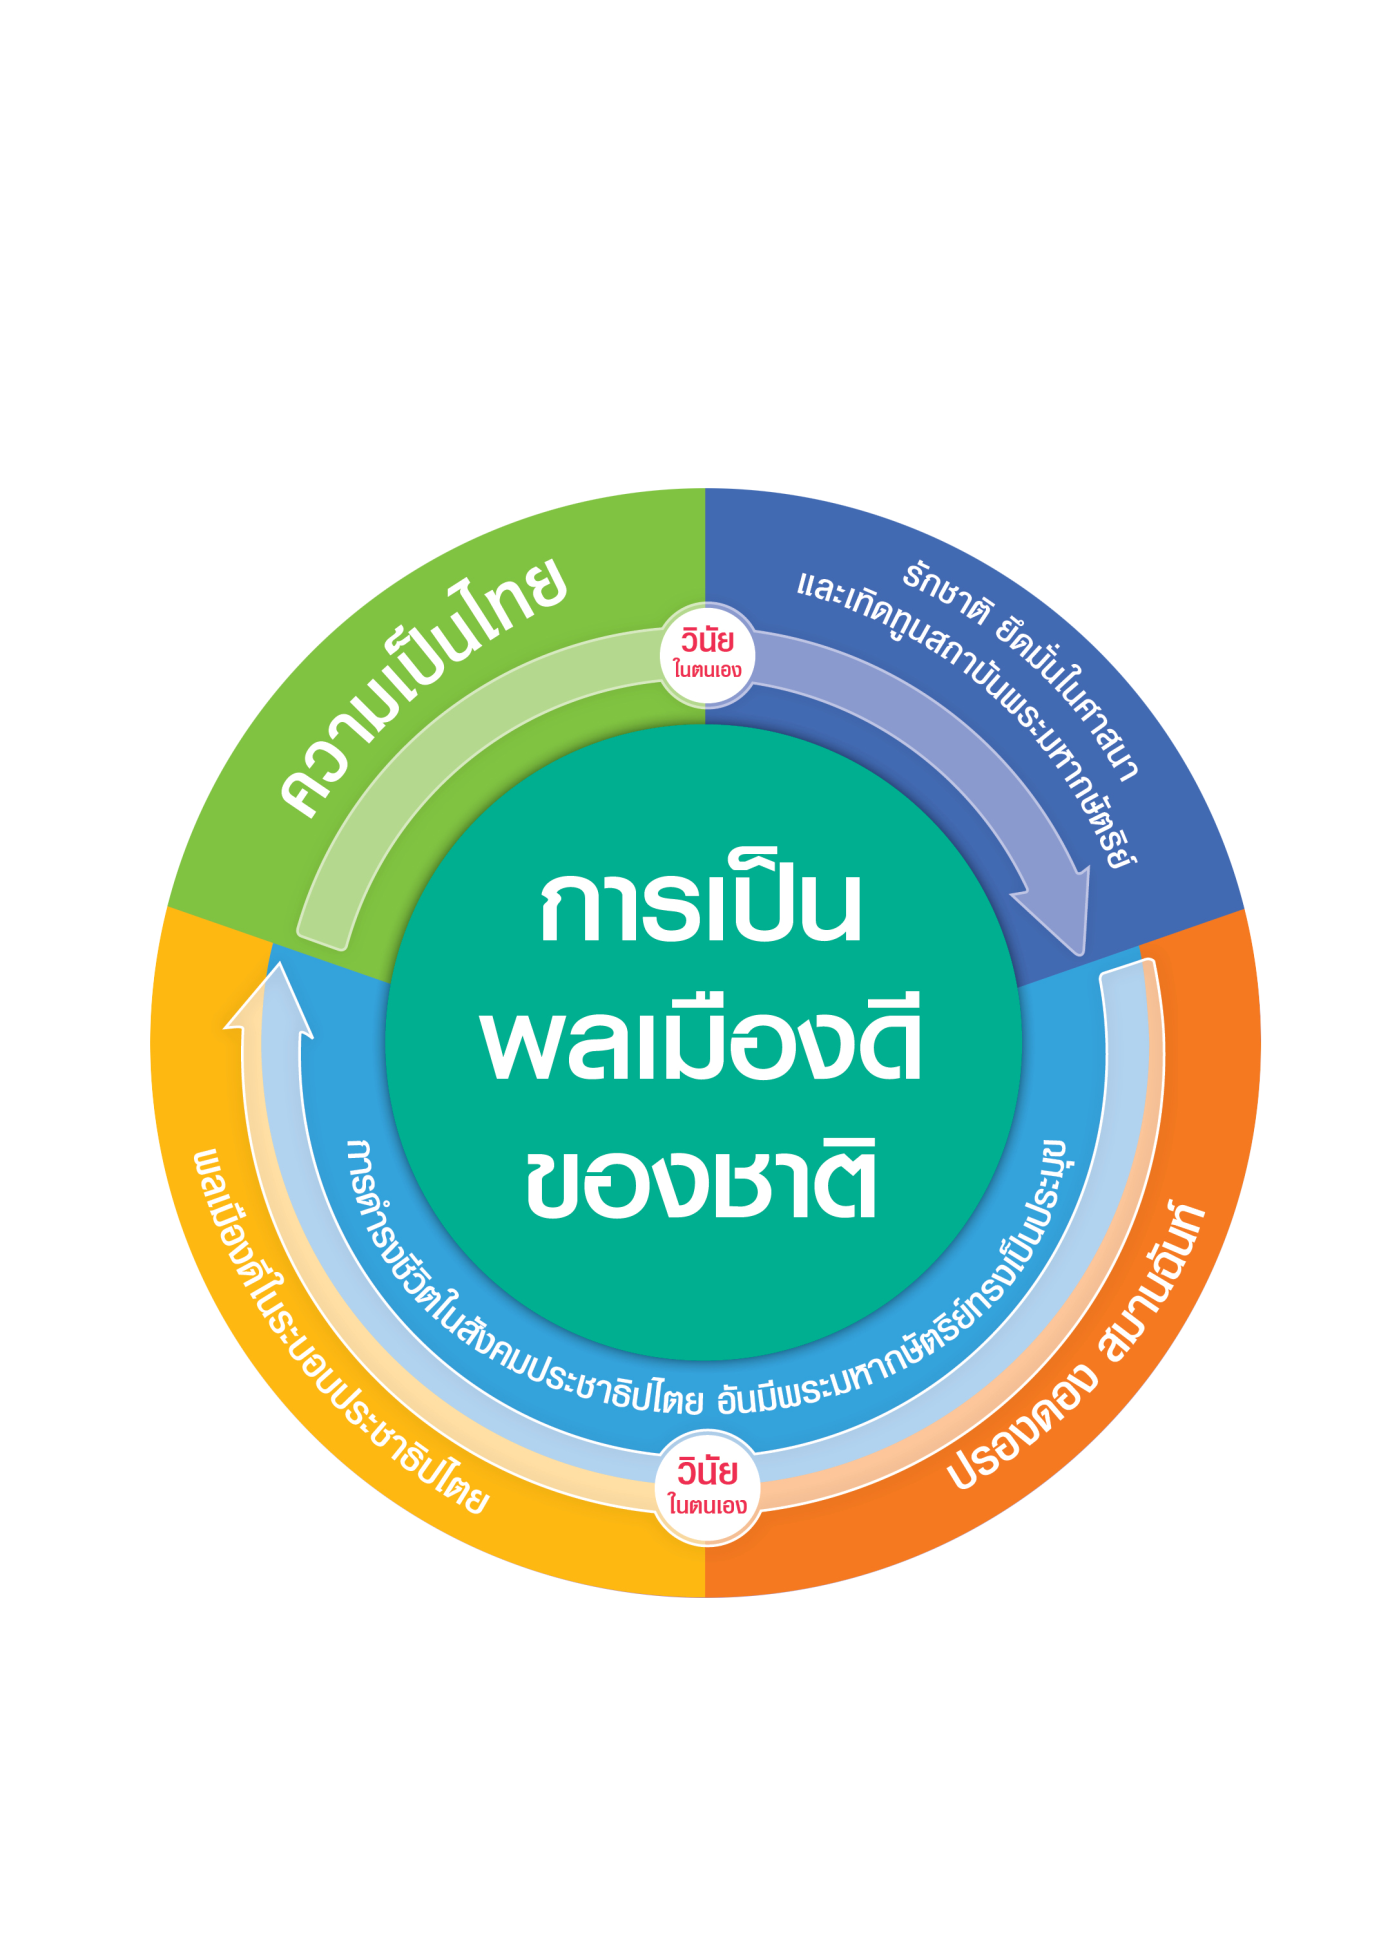 ความเป็นไทย
รักชาติ ยึดมั่นในศาสนา
และเทิดทูนสถาบันพระมหากษัตริย์
วินัย
ในตนเอง
การเป็น
พลเมืองดี
ของชาติ
การดำรงชีวิตในสังคมประชาธิปไตย อันมีพระมหากษัตริย์ทรงเป็นประมุข
พลเมืองดีในระบอบประชาธิปไตย
ปรองดอง สมานฉันท์
วินัย
ในตนเอง